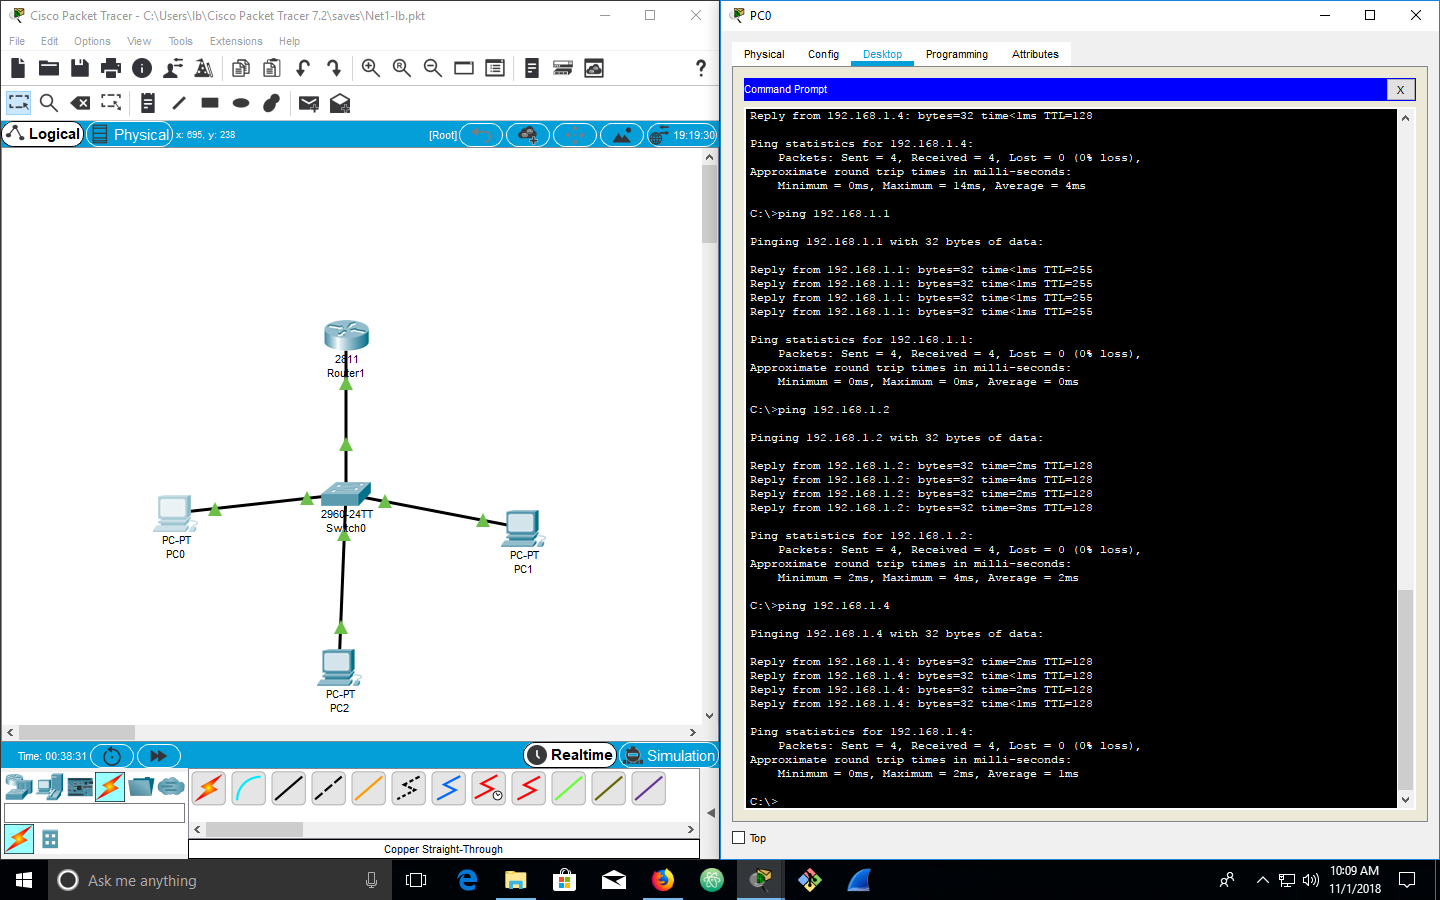 Cisco Packet Tracer - C:\Users\lb\Cisco Packet Tracer 7.2\saves\Net1-lb.pkt
File Edit Options View Tools Extensions Help
Logical Physical x: 695, y: 238 [Root] 19:19:30
2811
Router1
2960-24TT
Switch0
PC-PT
PC0
PC-PT
PC1
PC-PT
PC2
Time: 00:38:31 Realtime Simulation
Copper Straight-Through
PC0
Physical Config Desktop Programming Attributes
Command Prompt X
Reply from 192.168.1.4: bytes=32 time<1ms TTL=128
Ping statistics for 192.168.1.4:
Packets: Sent = 4, Received = 4, Lost = 0 (0% loss),
Approximate round trip times in milli-seconds:
Minimum = 0ms, Maximum = 14ms, Average = 4ms
C:\>ping 192.168.1.1
Pinging 192.168.1.1 with 32 bytes of data:
Reply from 192.168.1.1: bytes=32 time<1ms TTL=255
Reply from 192.168.1.1: bytes=32 time<1ms TTL=255
Reply from 192.168.1.1: bytes=32 time<1ms TTL=255
Reply from 192.168.1.1: bytes=32 time<1ms TTL=255
Ping statistics for 192.168.1.1:
Packets: Sent = 4, Received = 4, Lost = 0 (0% loss),
Approximate round trip times in milli-seconds:
Minimum = 0ms, Maximum = 0ms, Average = 0ms
C:\>ping 192.168.1.2
Pinging 192.168.1.2 with 32 bytes of data:
Reply from 192.168.1.2: bytes=32 time=2ms TTL=128
Reply from 192.168.1.2: bytes=32 time=4ms TTL=128
Reply from 192.168.1.2: bytes=32 time=2ms TTL=128
Reply from 192.168.1.2: bytes=32 time=3ms TTL=128
Ping statistics for 192.168.1.2:
Packets: Sent = 4, Received = 4, Lost = 0 (0% loss),
Approximate round trip times in milli-seconds:
Minimum = 2ms, Maximum = 4ms, Average = 2ms
C:\>ping 192.168.1.4
Pinging 192.168.1.4 with 32 bytes of data:
Reply from 192.168.1.4: bytes=32 time=2ms TTL=128
Reply from 192.168.1.4: bytes=32 time<1ms TTL=128
Reply from 192.168.1.4: bytes=32 time=2ms TTL=128
Reply from 192.168.1.4: bytes=32 time<1ms TTL=128
Ping statistics for 192.168.1.4:
Packets: Sent = 4, Received = 4, Lost = 0 (0% loss),
Approximate round trip times in milli-seconds:
Minimum = 0ms, Maximum = 2ms, Average = 1ms
C:\>
Top
Ask me anything
10:09 AM
11/1/2018